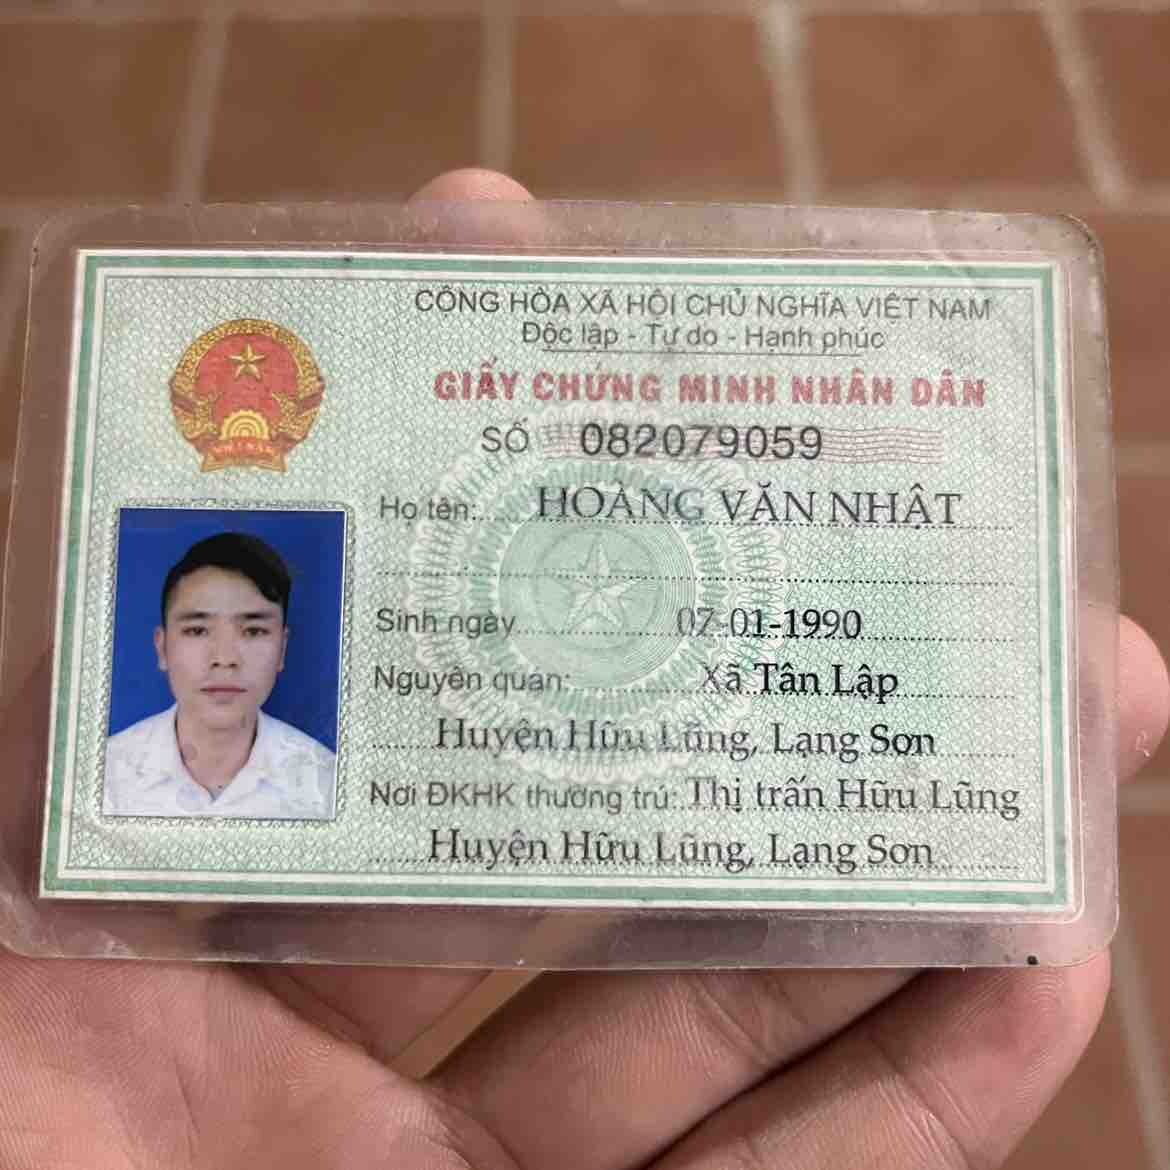 CỘNG HÒA XÃ HỘI CHỦ NGHĨA VIỆT NAM
Độc lập - Tự do - Hạnh phúc
GIẤY CHỨNG MINH NHÂN DÂN
SỐ 082079059
Họ tên: HOÀNG VĂN NHẬT
Sinh ngày 07-01-1990
Nguyên quán: Xã Tân Lập
Huyện Hữu Lũng, Lạng Sơn
Nơi ĐKHK thường trú: Thị trấn Hữu Lũng
Huyện Hữu Lũng, Lạng Sơn